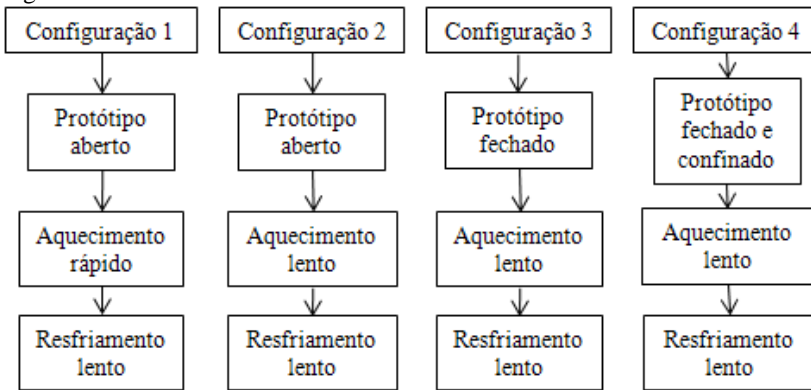 Configuração 1
Protótipo
aberto
Aquecimento
rápido
Resfriamento
lento
Configuração 2
Protótipo
aberto
Aquecimento
lento
Resfriamento
lento
Configuração 3
Protótipo
fechado
Aquecimento
lento
Resfriamento
lento
Configuração 4
Protótipo
fechado e
confinado
Aquecimento
lento
Resfriamento
lento